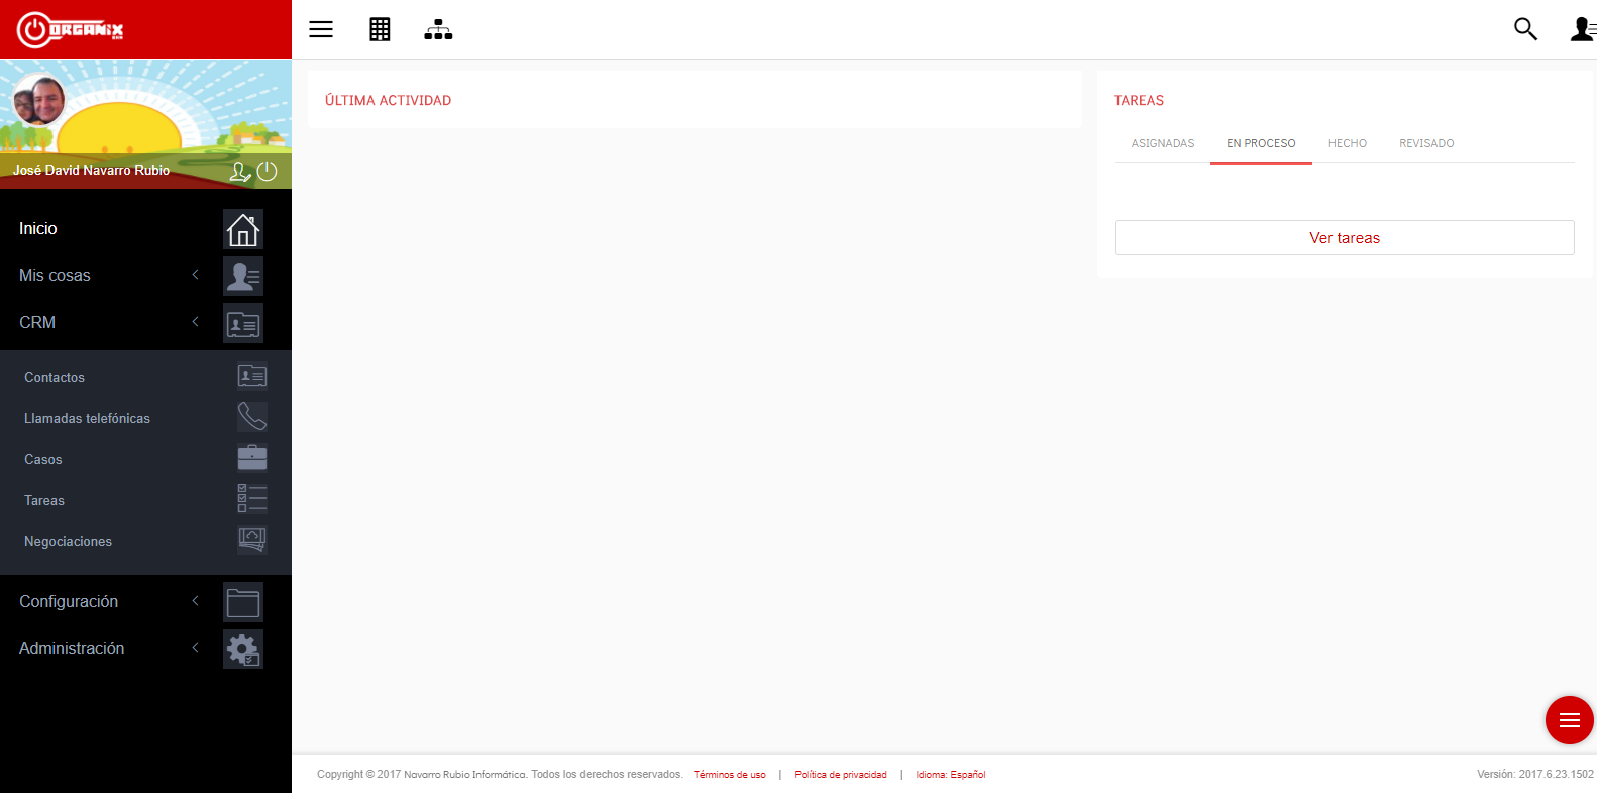 ORGANIX
CRM
José David Navarro Rubio
Inicio
Mis cosas
CRM
Contactos
Llamadas telefónicas
Casos
Tareas
Negociaciones
Configuración
Administración
ÚLTIMA ACTIVIDAD
TAREAS
ASIGNADAS EN PROCESO HECHO REVISADO
Ver tareas
Copyright © 2017 Navarro Rubio Informática. Todos los derechos reservados. Términos de uso | Política de privacidad | Idioma: Español
Versión: 2017.6.23.1502